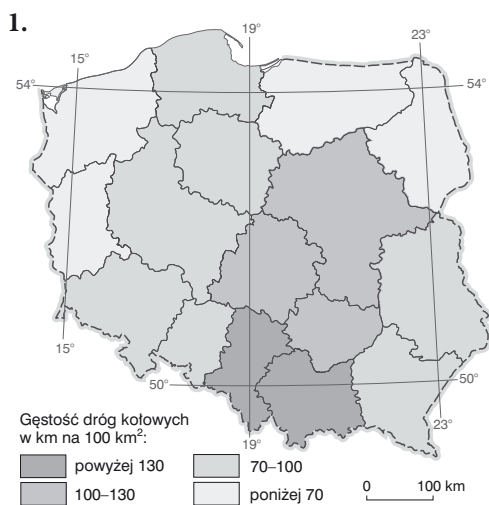 1.
15°
19°
23°
54°
54°
15°
50°
50°
23°
19°
Gęstość dróg kołowych
w km na 100 km²:
powyżej 130
70–100
100–130
poniżej 70
0 100 km